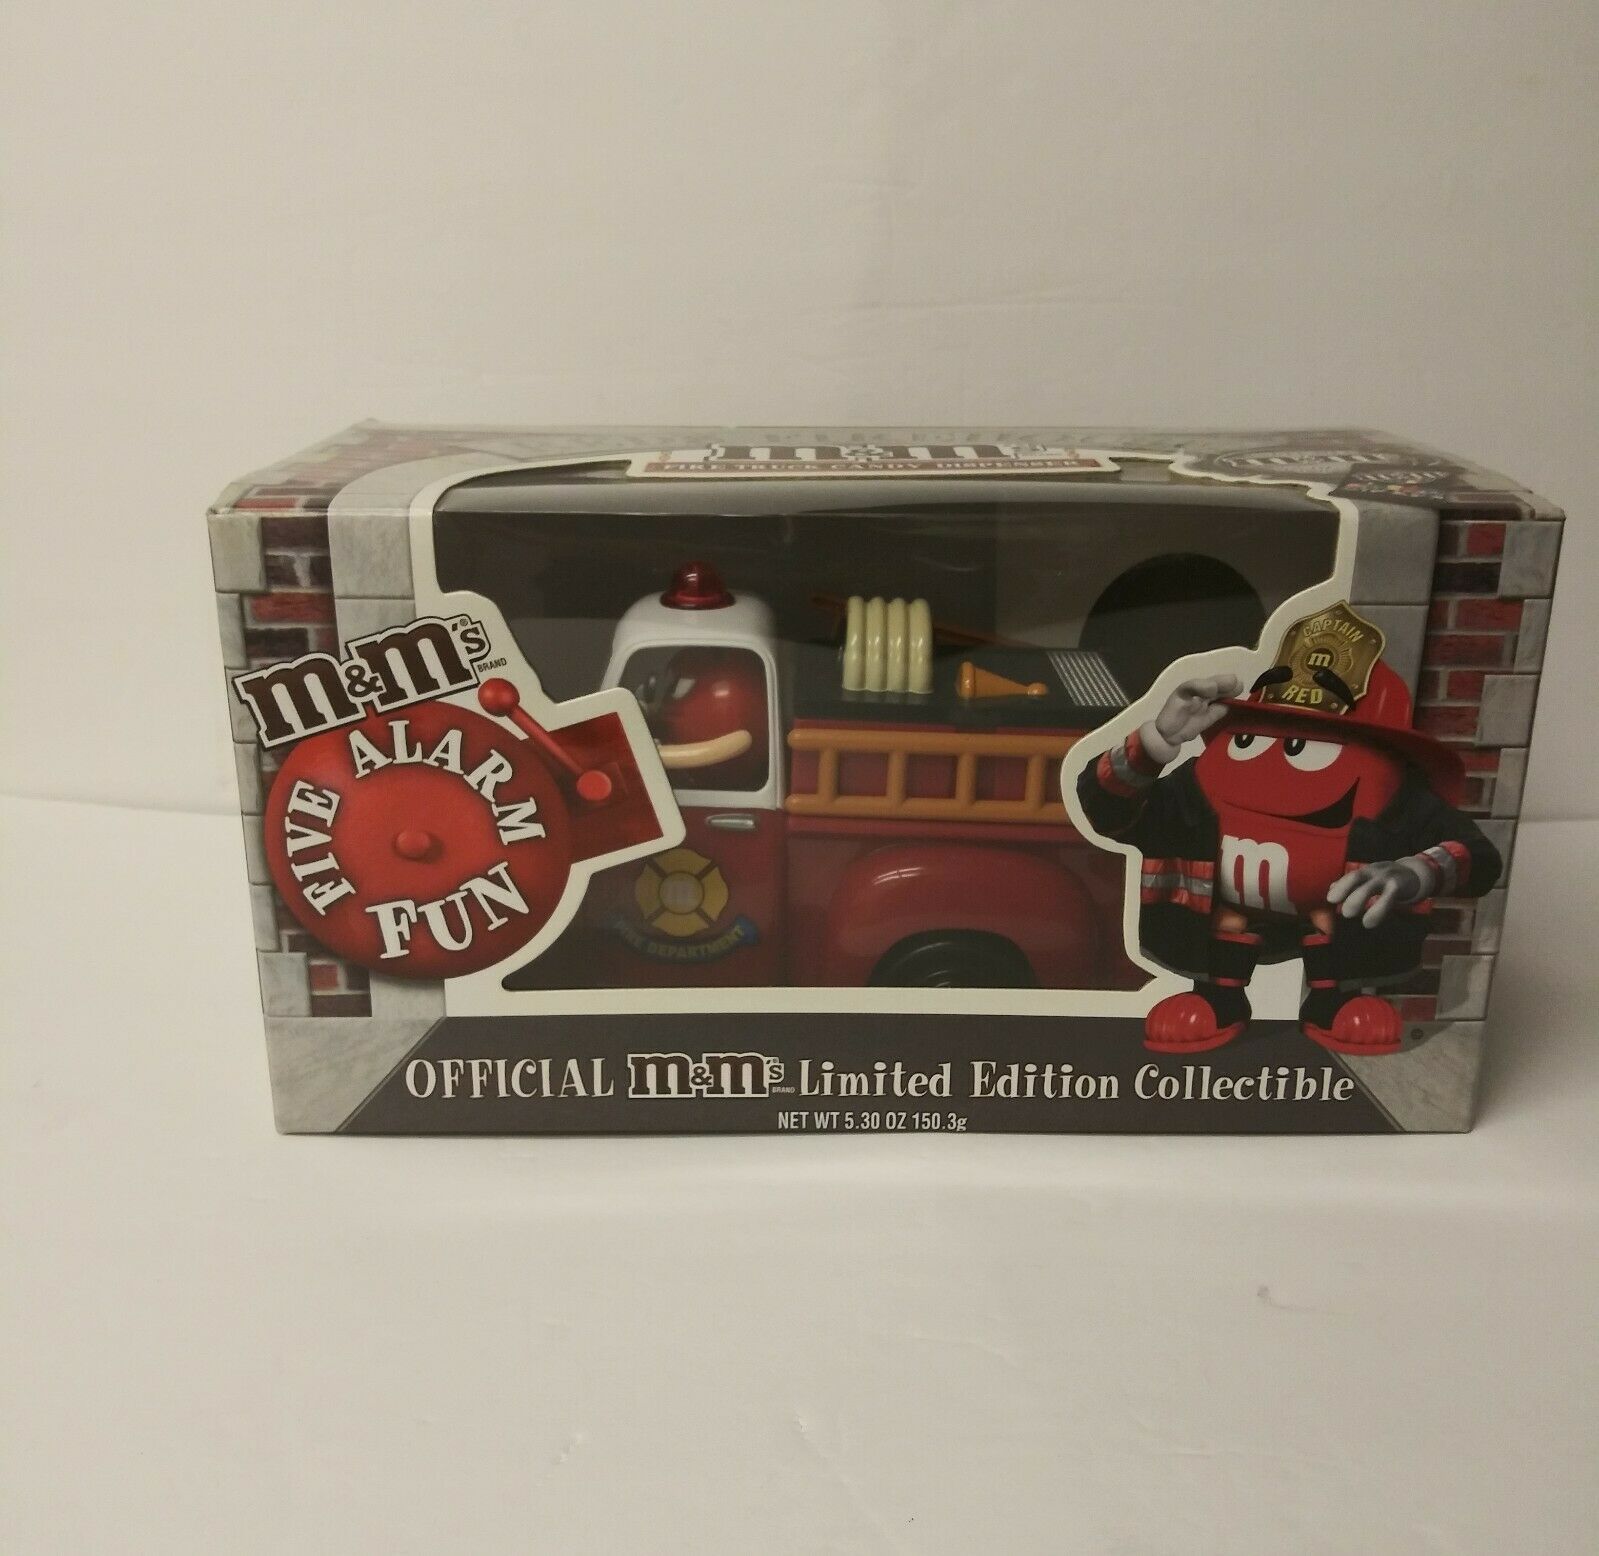 m&m's
FIRE TRUCK CANDY DISPENSER
m&m's® BRAND
FIVE ALARM FUN
CAPTAIN
m
RED
m
FIRE DEPARTMENT
OFFICIAL m&m's® BRAND Limited Edition Collectible
NET WT 5.30 OZ 150.3g